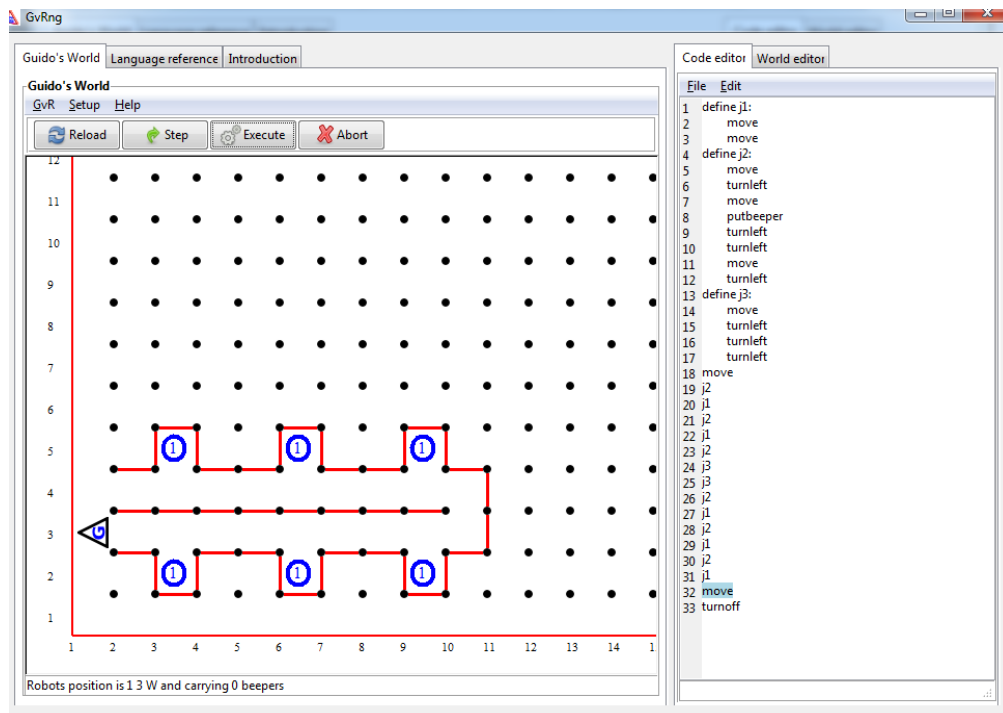 GvRng
Guido's World Language reference Introduction
Guido's World
GvR Setup Help
Reload Step Execute Abort
12
11
10
9
8
7
6
5
4
3
2
1
1 1 1
G
1 1 1
1 2 3 4 5 6 7 8 9 10 11 12 13 14 1
Robots position is 1 3 W and carrying 0 beepers
Code editor World editor
File Edit
1 define j1:
2 move
3 move
4 define j2:
5 move
6 turnleft
7 move
8 putbeeper
9 turnleft
10 turnleft
11 move
12 turnleft
13 define j3:
14 move
15 turnleft
16 turnleft
17 turnleft
18 move
19 j2
20 j1
21 j2
22 j1
23 j2
24 j3
25 j3
26 j2
27 j1
28 j2
29 j1
30 j2
31 j1
32 move
33 turnoff